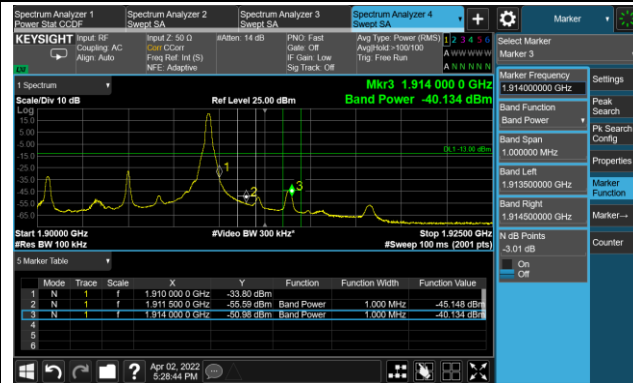 Spectrum Analyzer 1
Power Stat CCDF
Spectrum Analyzer 2
Swept SA
Spectrum Analyzer 3
Swept SA
Spectrum Analyzer 4
Swept SA
Marker
KEYSIGHT
Input: RF
Coupling: AC
Align: Auto
Input Z: 50 Ω
Corr CCorr
Freq Ref: Int (S)
NFE: Adaptive
#Atten: 14 dB
PNO: Fast
Gate: Off
IF Gain: Low
Sig Track: Off
Avg Type: Power (RMS)
Avg|Hold:>100/100
Trig: Free Run
1 2 3 4 5 6
A W W W W W
A N N N N N
Select Marker
Marker 3
1 Spectrum
Scale/Div 10 dB
Ref Level 25.00 dBm
Mkr3 1.914 000 0 GHz
Band Power -40.134 dBm
Log
15.0
5.00
-5.00
-15.0
-25.0
-35.0
-45.0
-55.0
-65.0
DL1 -13.00 dBm
1
2
3
Start 1.90000 GHz
#Res BW 100 kHz
#Video BW 300 kHz*
Stop 1.92500 GHz
#Sweep 100 ms (2001 pts)
5 Marker Table
Mode Trace Scale X Y Function Function Width Function Value
1 N 1 f 1.910 000 0 GHz -33.80 dBm
2 N 1 f 1.911 500 0 GHz -55.59 dBm Band Power 1.000 MHz -45.148 dBm
3 N 1 f 1.914 000 0 GHz -50.98 dBm Band Power 1.000 MHz -40.134 dBm
4
5
6
Marker Frequency
1.914000000 GHz
Band Function
Band Power
Band Span
1.000000 MHz
Band Left
1.913500000 GHz
Band Right
1.914500000 GHz
N dB Points
-3.01 dB
On
Off
Settings
Peak
Search
Pk Search
Config
Properties
Marker
Function
Marker→
Counter
Apr 02, 2022
5:28:44 PM